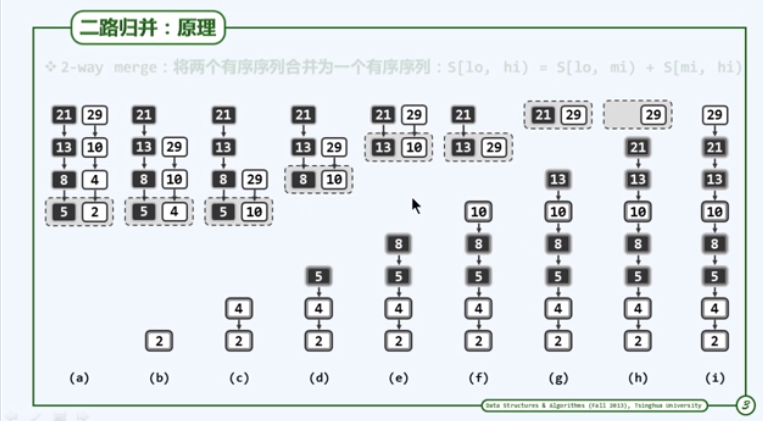 二路归并：原理
❖ 2-way merge：将两个有序序列合并为一个有序序列：S[lo, hi) = S[lo, mi) + S[mi, hi)
21 29 21 21 21 21 29 21 21 29 29 29
13 10 13 29 13 13 29 13 10 13 29 21 21
8 4 8 10 8 29 8 10 13 13 13
5 2 5 4 5 10 10 10 10 10
8 8 8 8 8
5 5 5 5 5 5
4 4 4 4 4 4 4
2 2 2 2 2 2 2 2
(a) (b) (c) (d) (e) (f) (g) (h) (i)
Data Structures & Algorithms (Fall 2013), Tsinghua University
3